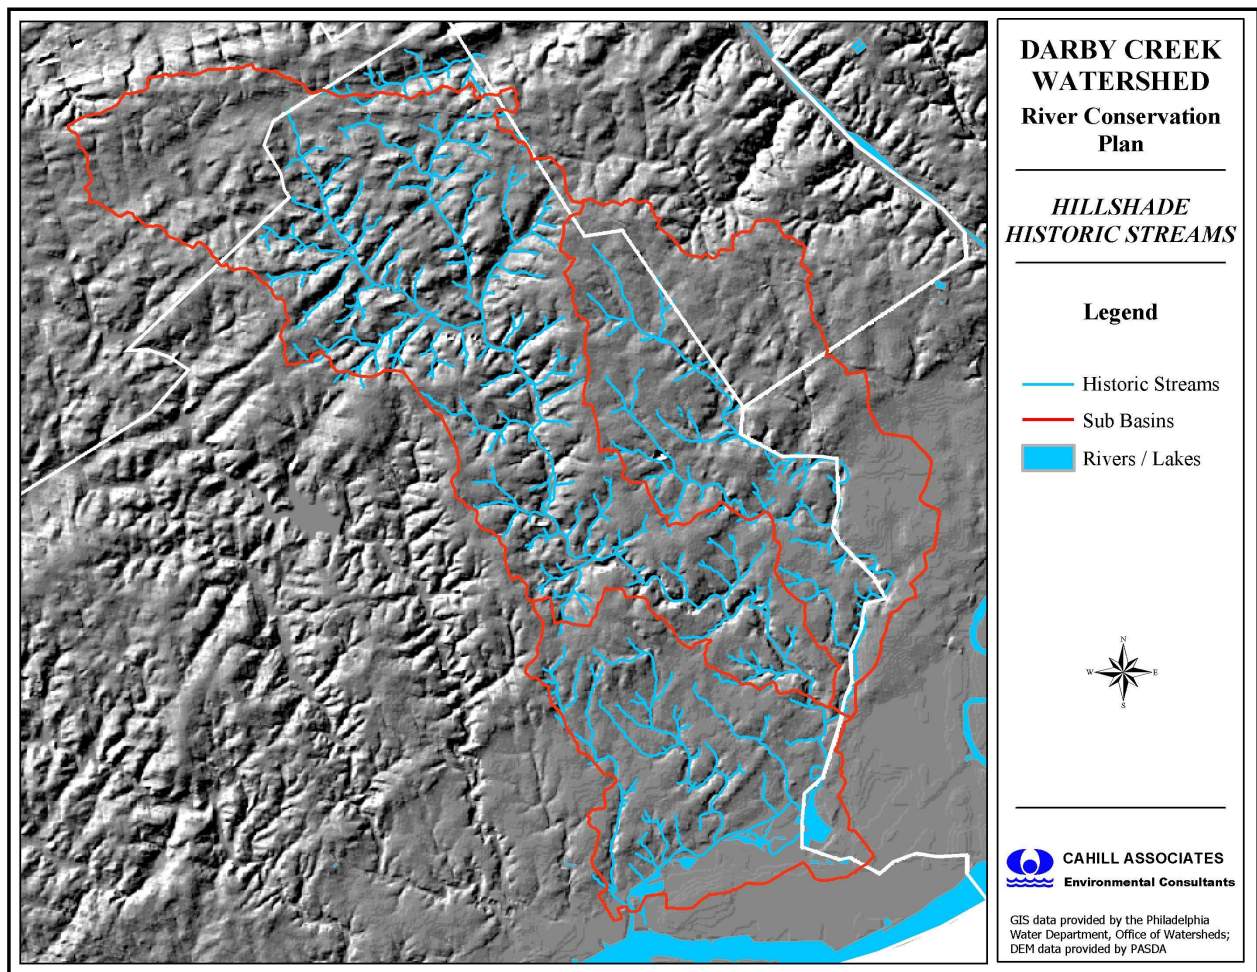 DARBY CREEK
WATERSHED
River Conservation
Plan
HILLSHADE
HISTORIC STREAMS
Legend
Historic Streams
Sub Basins
Rivers / Lakes
N
W E
S
CAHILL ASSOCIATES
Environmental Consultants
GIS data provided by the Philadelphia
Water Department, Office of Watersheds;
DEM data provided by PASDA